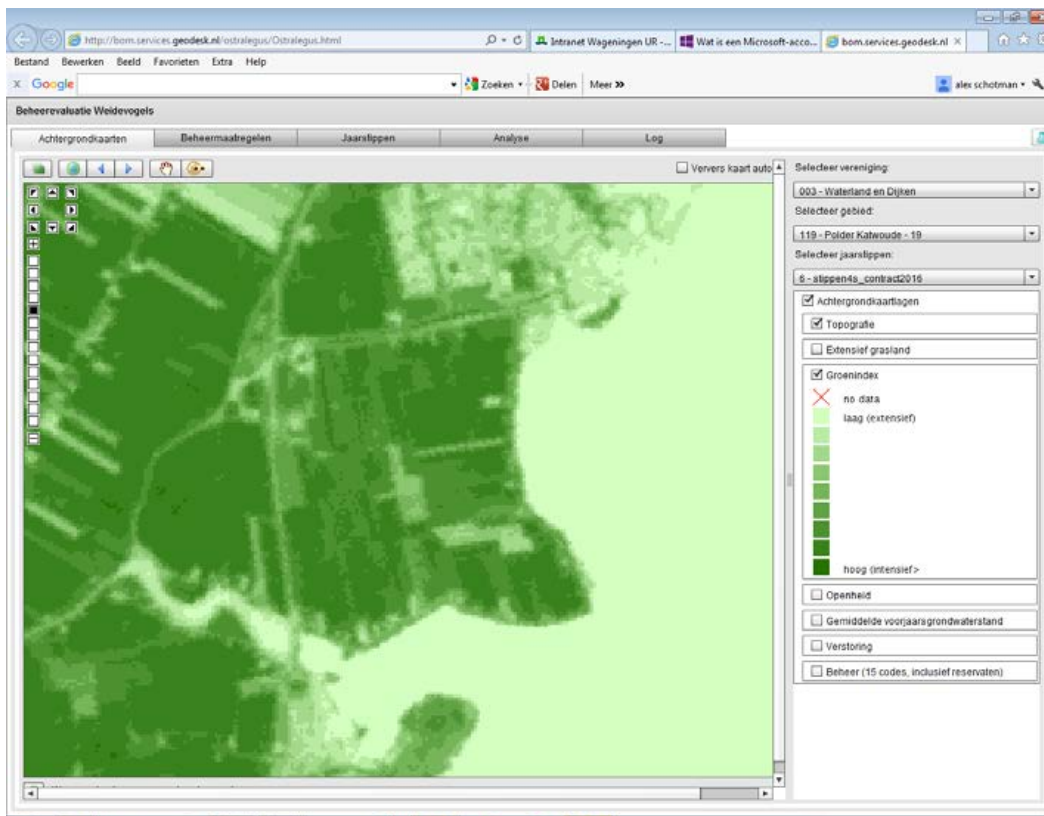 http://bom.services.geodesk.nl/ostralegus/Ostralegus.html
Intranet Wageningen UR -...
Wat is een Microsoft-acco...
bom.services.geodesk.nl
Bestand Bewerken Beeld Favorieten Extra Help
x Google
Zoeken
Delen
Meer »
alex schotman
Beheerevaluatie Weidevogels
Achtergrondkaarten
Beheermaatregelen
Jaarstippen
Analyse
Log
Ververs kaart auto
Selecteer vereniging:
003 - Waterland en Dijken
Selecteer gebied:
119 - Polder Katwoude - 19
Selecteer jaarstippen:
6 - stippen4s_contract2016
Achtergrondkaartlagen
Topografie
Extensief grasland
Groenindex
no data
laag (extensief)
hoog (intensief>
Openheid
Gemiddelde voorjaarsgrondwaterstand
Verstoring
Beheer (15 codes, inclusief reservaten)